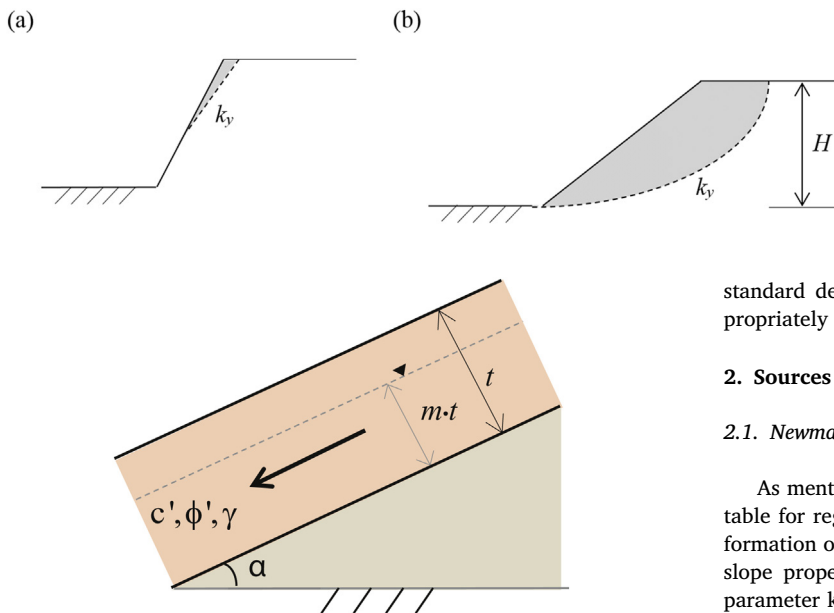 (a)
(b)
k_y
k_y
H
t
m·t
c', ϕ', γ
α
standard de
propriately
2. Sources
2.1. Newma
As ment
table for reg
formation o
slope prope
parameter k